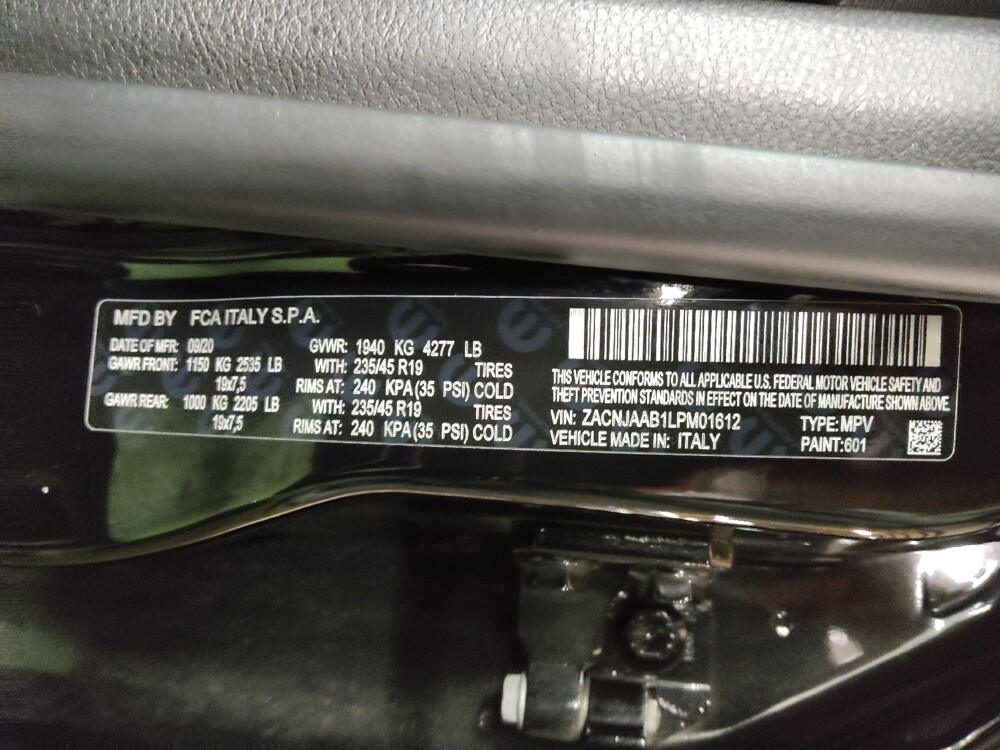 MFD BY FCA ITALY S.P.A.
DATE OF MFR: 09/20 GVWR: 1940 KG 4277 LB
GAWR FRONT: 1150 KG 2535 LB WITH: 235/45 R19 TIRES
19x7,5 RIMS AT: 240 KPA (35 PSI) COLD
GAWR REAR: 1000 KG 2205 LB WITH: 235/45 R19 TIRES
19x7,5 RIMS AT: 240 KPA (35 PSI) COLD
THIS VEHICLE CONFORMS TO ALL APPLICABLE U.S. FEDERAL MOTOR VEHICLE SAFETY AND
THEFT PREVENTION STANDARDS IN EFFECT ON THE DATE OF MANUFACTURE SHOWN ABOVE.
VIN: ZACNJAAB1LPM01612 TYPE: MPV
VEHICLE MADE IN: ITALY PAINT: 601